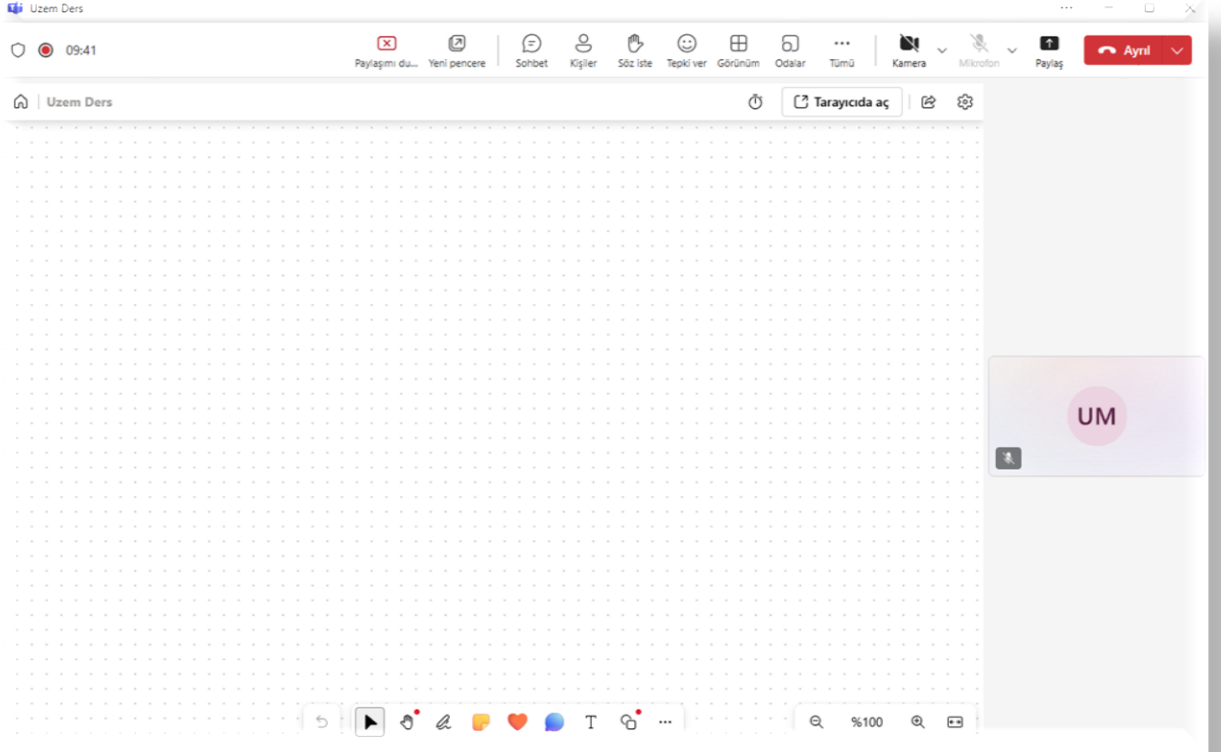 Uzem Ders
09:41
Paylaşımı du...
Yeni pencere
Sohbet
Kişiler
Söz iste
Tepki ver
Görünüm
Odalar
Tümü
Kamera
Mikrofon
Paylaş
Ayrıl
Uzem Ders
Tarayıcıda aç
UM
T
%100